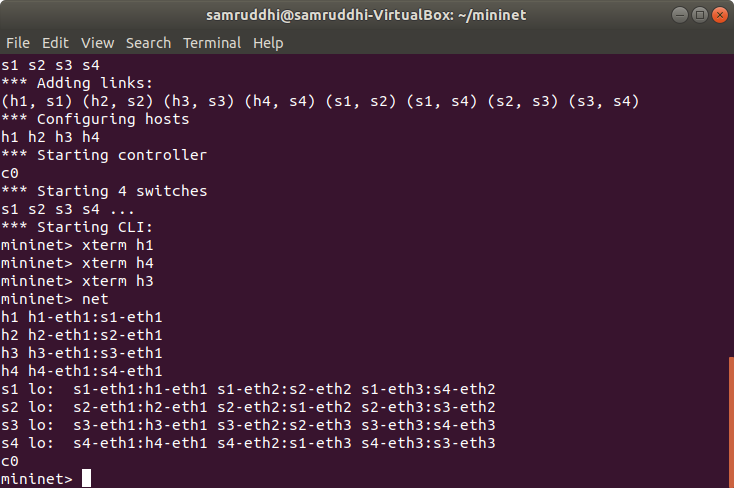 samruddhi@samruddhi-VirtualBox: ~/mininet
File Edit View Search Terminal Help
s1 s2 s3 s4
*** Adding links:
(h1, s1) (h2, s2) (h3, s3) (h4, s4) (s1, s2) (s1, s4) (s2, s3) (s3, s4)
*** Configuring hosts
h1 h2 h3 h4
*** Starting controller
c0
*** Starting 4 switches
s1 s2 s3 s4 ...
*** Starting CLI:
mininet> xterm h1
mininet> xterm h4
mininet> xterm h3
mininet> net
h1 h1-eth1:s1-eth1
h2 h2-eth1:s2-eth1
h3 h3-eth1:s3-eth1
h4 h4-eth1:s4-eth1
s1 lo:  s1-eth1:h1-eth1 s1-eth2:s2-eth2 s1-eth3:s4-eth2
s2 lo:  s2-eth1:h2-eth1 s2-eth2:s1-eth2 s2-eth3:s3-eth2
s3 lo:  s3-eth1:h3-eth1 s3-eth2:s2-eth3 s3-eth3:s4-eth3
s4 lo:  s4-eth1:h4-eth1 s4-eth2:s1-eth3 s4-eth3:s3-eth3
c0
mininet>